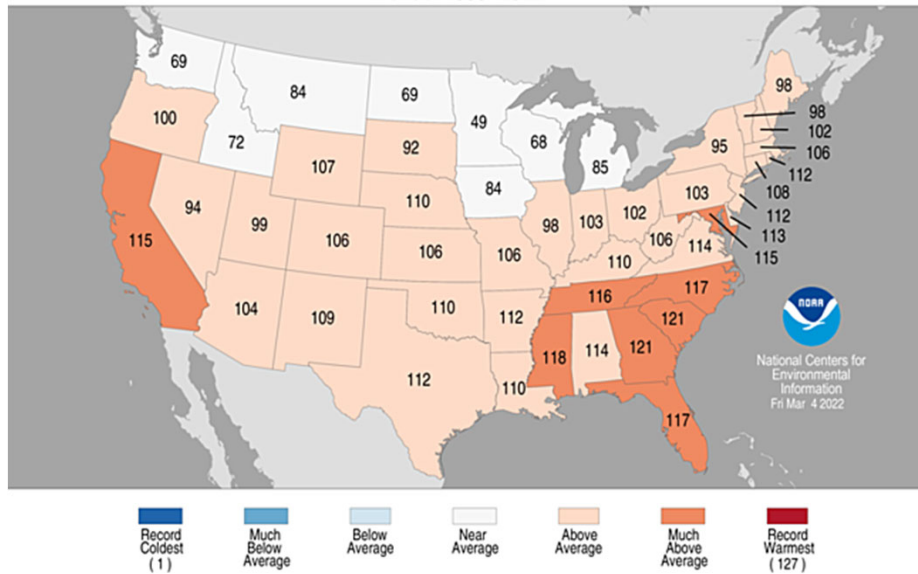 69
84
69
49
68
85
98
98
102
106
112
108
112
113
115
100
72
107
92
84
95
103
115
94
99
106
110
106
106
98
103
102
106
114
110
104
109
110
112
116
117
121
121
118
114
112
110
117
NOAA
National Centers for
Environmental
Information
Fri Mar 4 2022
Record
Coldest
(1)
Much
Below
Average
Below
Average
Near
Average
Above
Average
Much
Above
Average
Record
Warmest
(127)